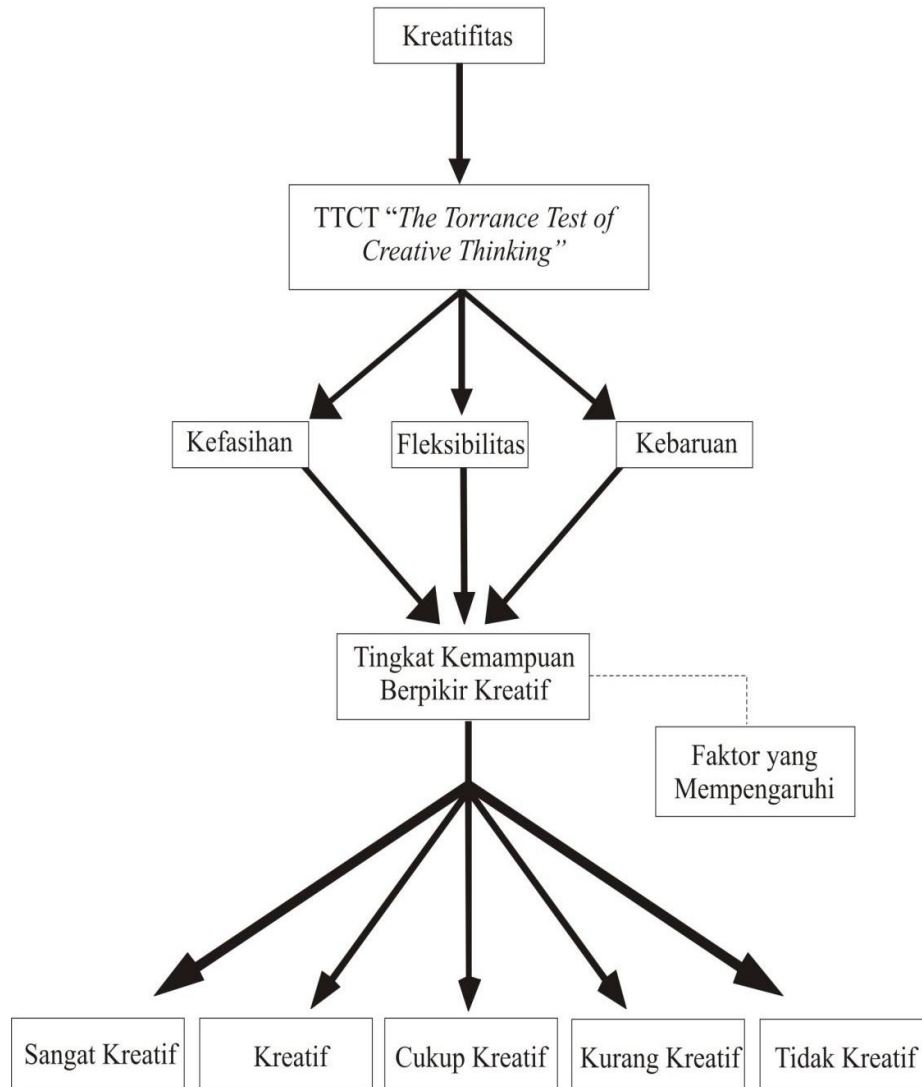 Kreatifitas
TTCT “The Torrance Test of
Creative Thinking”
Kefasihan
Fleksibilitas
Kebaruan
Tingkat Kemampuan
Berpikir Kreatif
Faktor yang
Mempengaruhi
Sangat Kreatif
Kreatif
Cukup Kreatif
Kurang Kreatif
Tidak Kreatif